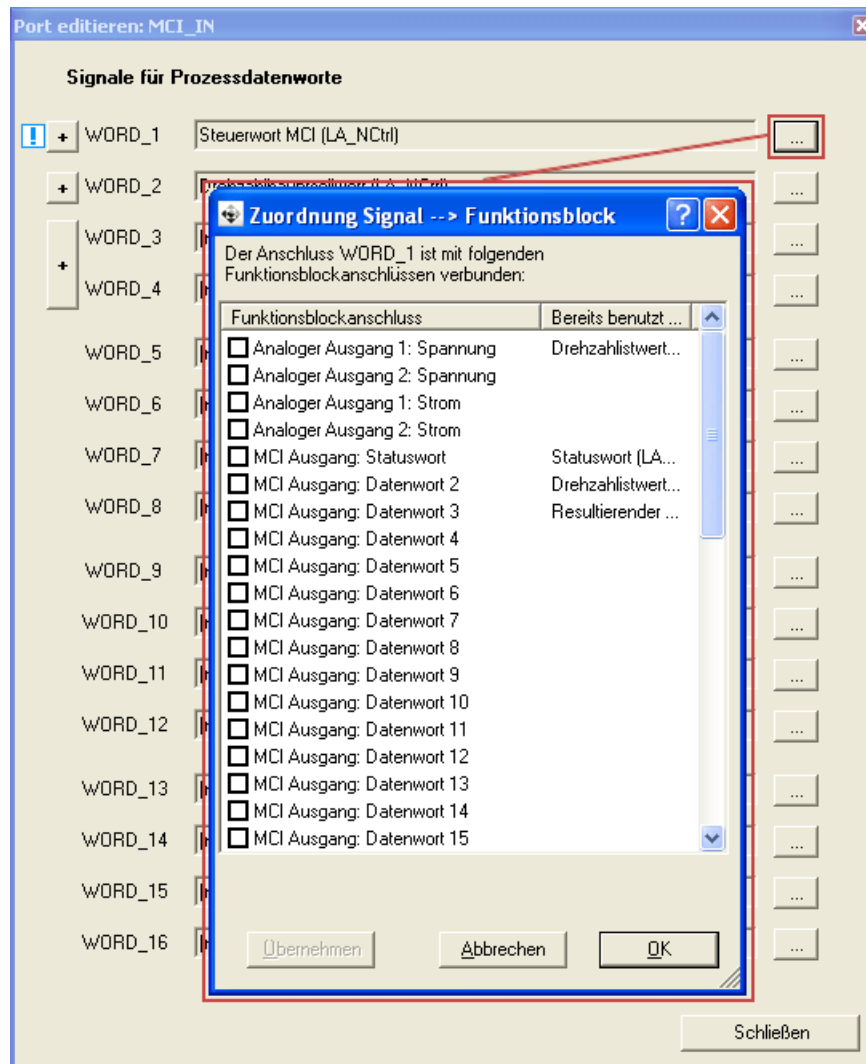 Port editieren: MCI_IN
Signale für Prozessdatenworte
! + WORD_1 Steuerwort MCI (LA_NCtrl) ...
+ WORD_2 ...
WORD_3 ...
+
WORD_4 ...
WORD_5 ...
WORD_6 ...
WORD_7 ...
WORD_8 ...
WORD_9 ...
WORD_10 ...
WORD_11 ...
WORD_12 ...
WORD_13 ...
WORD_14 ...
WORD_15 ...
WORD_16 ...
Zuordnung Signal --> Funktionsblock ?
Der Anschluss WORD_1 ist mit folgenden
Funktionsblockanschlüssen verbunden:
Funktionsblockanschluss Bereits benutzt ...
Analoger Ausgang 1: Spannung Drehzahlistwert...
Analoger Ausgang 2: Spannung
Analoger Ausgang 1: Strom
Analoger Ausgang 2: Strom
MCI Ausgang: Statuswort Statuswort (LA...
MCI Ausgang: Datenwort 2 Drehzahlistwert...
MCI Ausgang: Datenwort 3 Resultierender ...
MCI Ausgang: Datenwort 4
MCI Ausgang: Datenwort 5
MCI Ausgang: Datenwort 6
MCI Ausgang: Datenwort 7
MCI Ausgang: Datenwort 8
MCI Ausgang: Datenwort 9
MCI Ausgang: Datenwort 10
MCI Ausgang: Datenwort 11
MCI Ausgang: Datenwort 12
MCI Ausgang: Datenwort 13
MCI Ausgang: Datenwort 14
MCI Ausgang: Datenwort 15
Übernehmen Abbrechen OK
Schließen